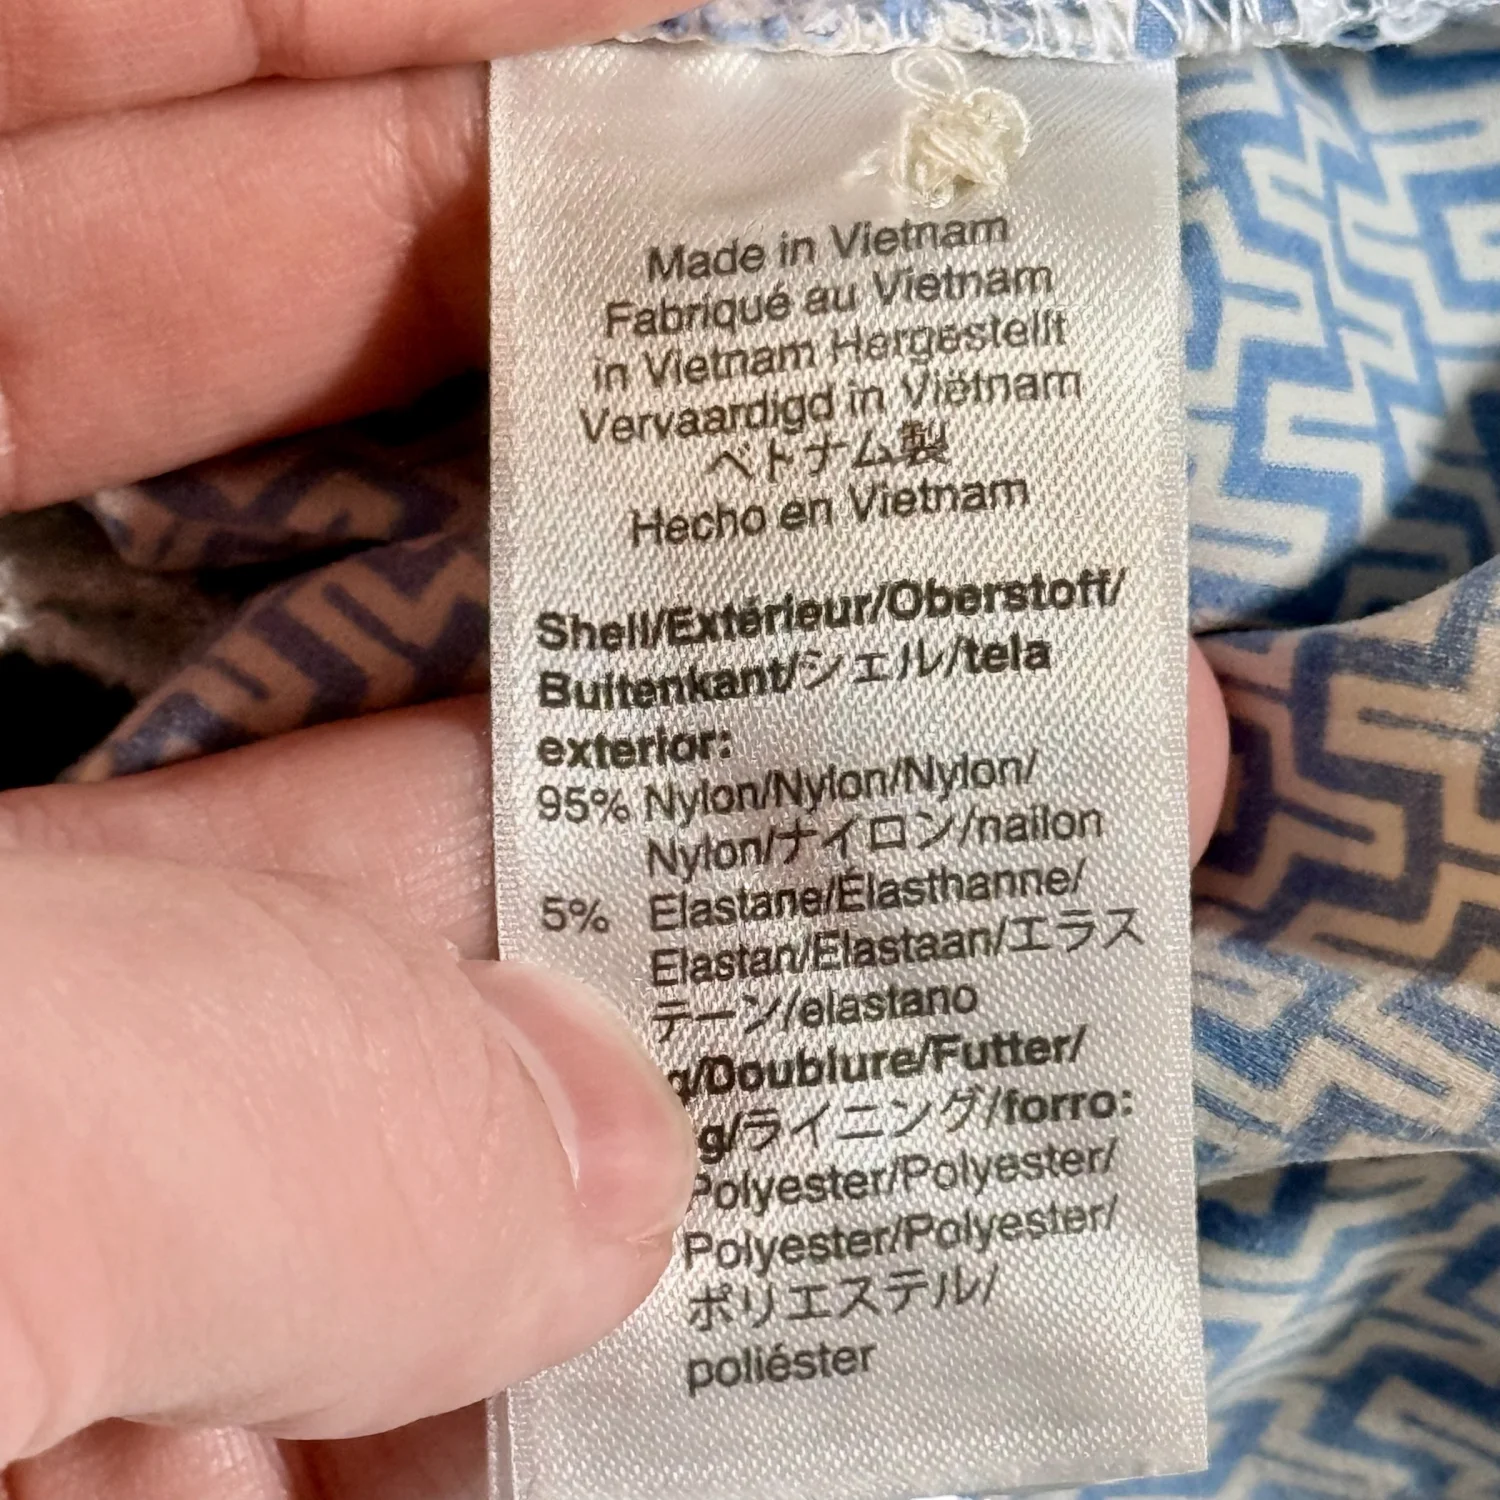 Made in Vietnam
Fabriqué au Vietnam
in Vietnam Hergestellt
Vervaardigd in Viëtnam
ベトナム製
Hecho en Vietnam
Shell/Extérieur/Oberstoff/
Buitenkant/シェル/tela
exterior:
95% Nylon/Nylon/Nylon/
Nylon/ナイロン/nailon
5% Elastane/Élasthanne/
Elastan/Elastaan/エラス
テーン/elastano
g/Doublure/Futter/
g/ライニング/forro:
Polyester/Polyester/
Polyester/Polyester/
ポリエステル/
poliéster